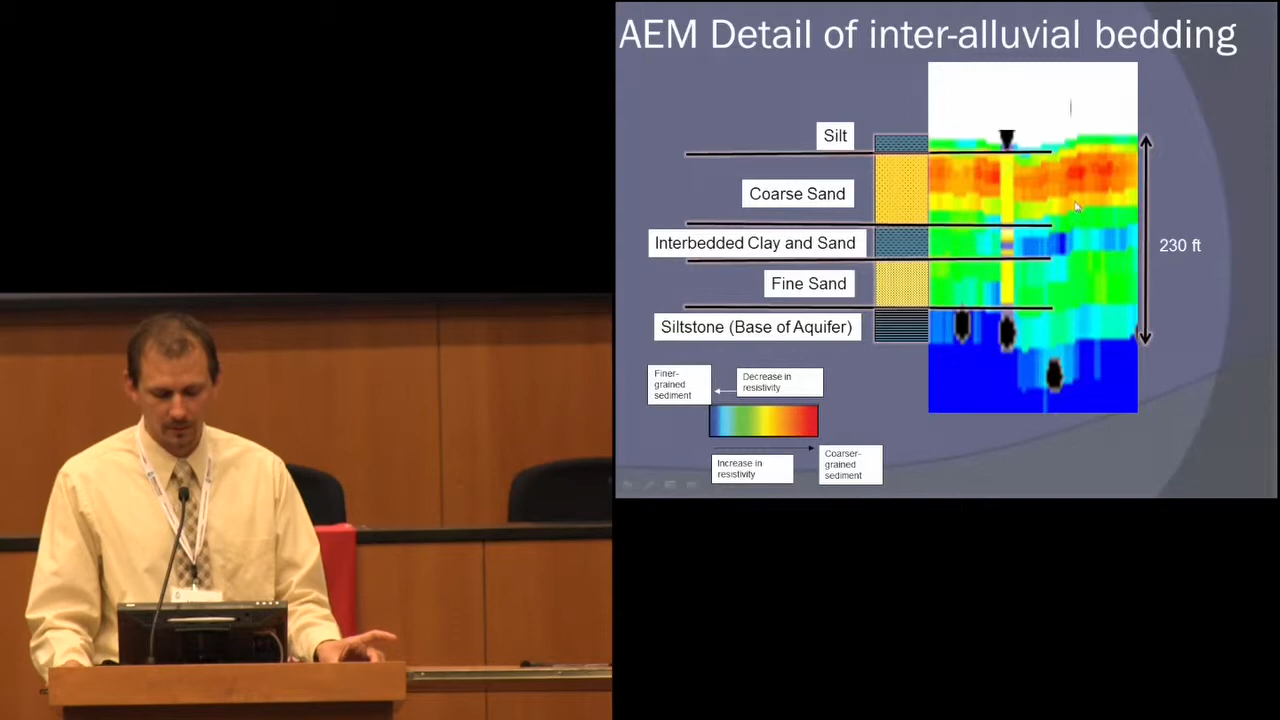 AEM Detail of inter-alluvial bedding
Silt
Coarse Sand
Interbedded Clay and Sand
230 ft
Fine Sand
Siltstone (Base of Aquifer)
Finer-
grained
sediment
Decrease in
resistivity
Increase in
resistivity
Coarser-
grained
sediment